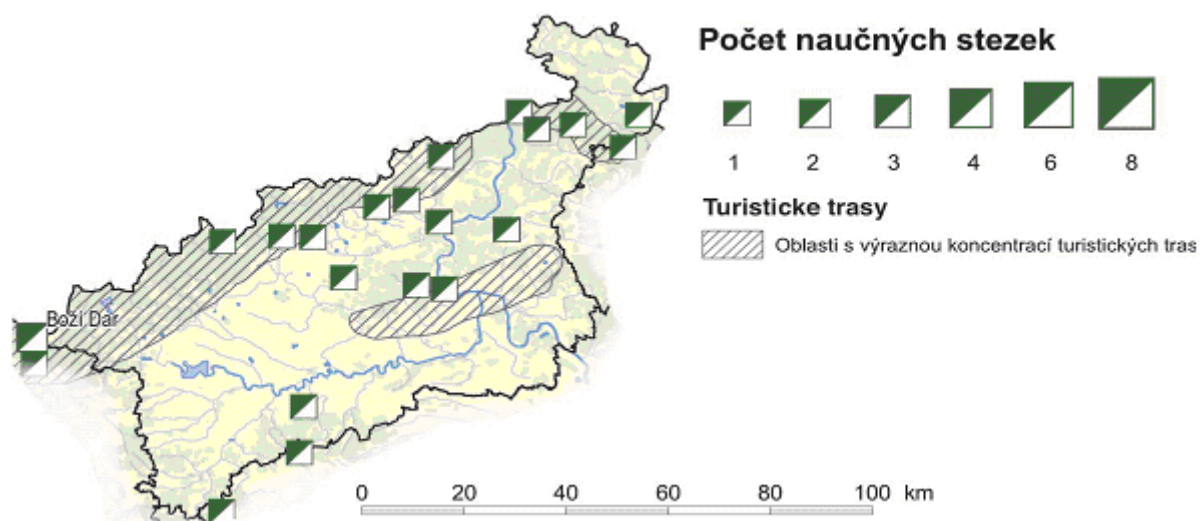 Počet naučných stezek
1 2 3 4 6 8
Turisticke trasy
Oblasti s výraznou koncentrací turistických tras
Boží Dar
0 20 40 60 80 100 km